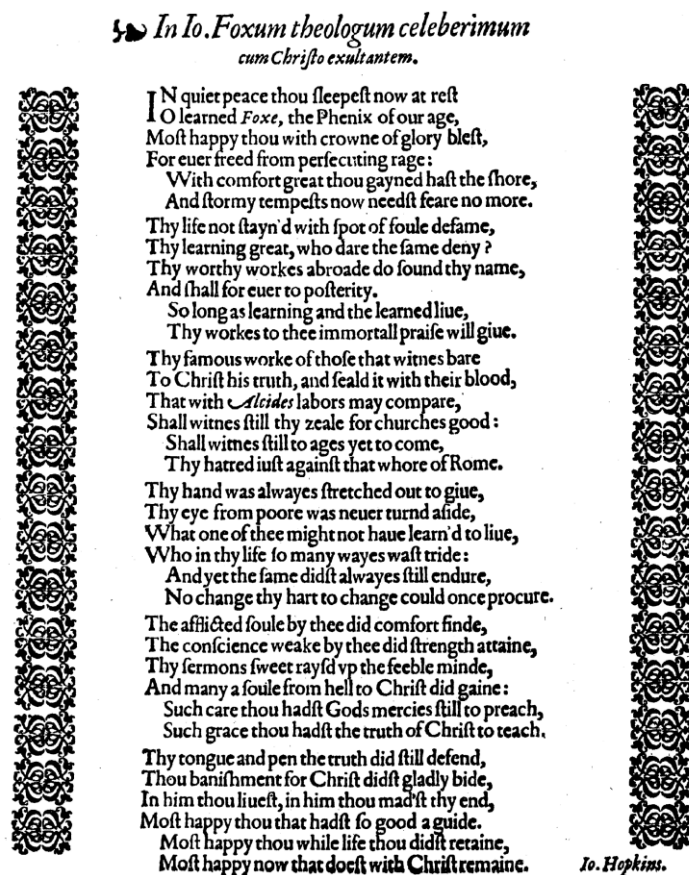 In Io. Foxum theologum celeberimum
cum Chriſto exultantem.
IN quiet peace thou ſleepeſt now at reſt
O learned Foxe, the Phenix of our age,
Moſt happy thou with crowne of glory bleſt,
For euer freed from perſecuting rage:
With comfort great thou gayned haſt the ſhore,
And ſtormy tempeſts now needſt feare no more.
Thy life not ſtayn'd with ſpot of foule defame,
Thy learning great, who dare the ſame deny?
Thy worthy workes abroade do ſound thy name,
And ſhall for euer to poſterity.
So long as learning and the learned liue,
Thy workes to thee immortall praiſe will giue.
Thy famous worke of thoſe that witnes bare
To Chriſt his truth, and ſeald it with their blood,
That with Alcides labors may compare,
Shall witnes ſtill thy zeale for churches good:
Shall witnes ſtill to ages yet to come,
Thy hatred iuſt againſt that whore of Rome.
Thy hand was alwayes ſtretched out to giue,
Thy eye from poore was neuer turnd aſide,
What one of thee might not haue learn'd to liue,
Who in thy life ſo many wayes waſt tride:
And yet the ſame didſt alwayes ſtill endure,
No change thy hart to change could once procure.
The afflicted ſoule by thee did comfort finde,
The conſcience weake by thee did ſtrength attaine,
Thy ſermons ſweet rayſd vp the feeble minde,
And many a ſoule from hell to Chriſt did gaine:
Such care thou hadſt Gods mercies ſtill to preach,
Such grace thou hadſt the truth of Chriſt to teach.
Thy tongue and pen the truth did ſtill defend,
Thou baniſhment for Chriſt didſt gladly bide,
In him thou liueſt, in him thou mad'ſt thy end,
Moſt happy thou that hadſt ſo good a guide.
Moſt happy thou while life thou didſt retaine,
Moſt happy now that doeſt with Chriſt remaine. Io. Hopkins.